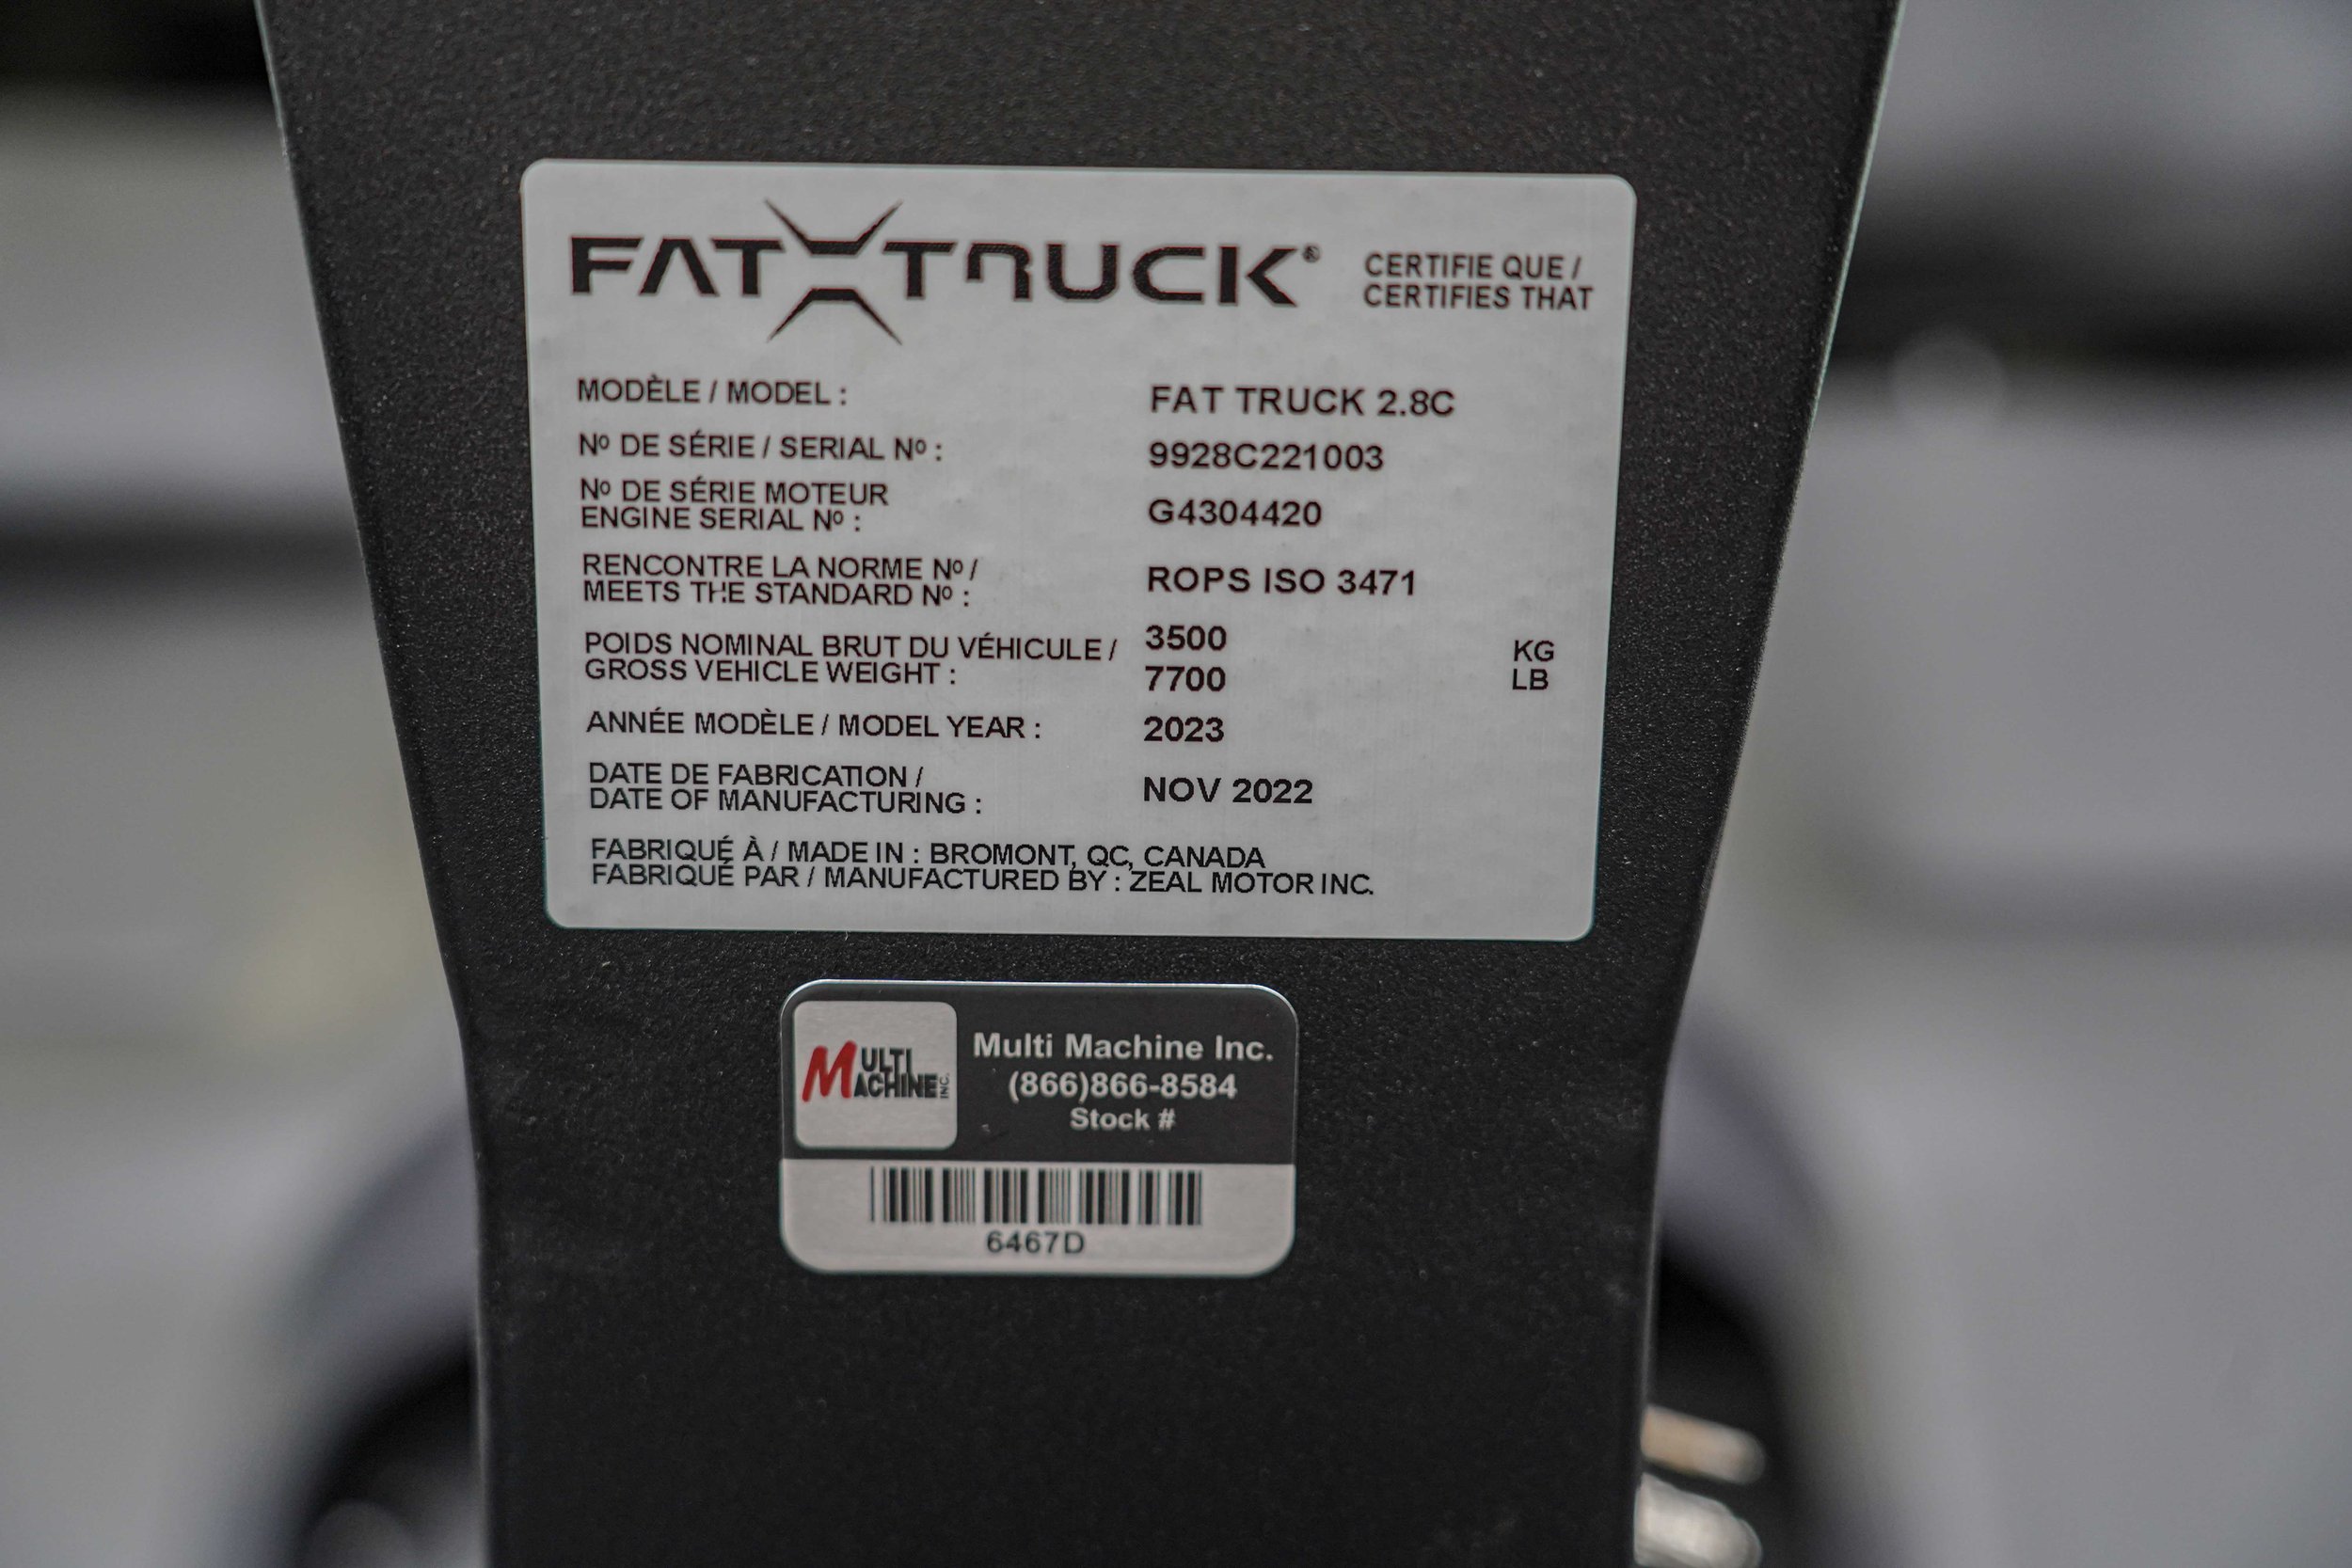 FAT TRUCK® CERTIFIE QUE /
CERTIFIES THAT
MODÈLE / MODEL : FAT TRUCK 2.8C
Nº DE SÉRIE / SERIAL Nº : 9928C221003
Nº DE SÉRIE MOTEUR
ENGINE SERIAL Nº : G4304420
RENCONTRE LA NORME Nº /
MEETS THE STANDARD Nº : ROPS ISO 3471
POIDS NOMINAL BRUT DU VÉHICULE / 3500 KG
GROSS VEHICLE WEIGHT : 7700 LB
ANNÉE MODÈLE / MODEL YEAR : 2023
DATE DE FABRICATION /
DATE OF MANUFACTURING : NOV 2022
FABRIQUÉ À / MADE IN : BROMONT, QC, CANADA
FABRIQUÉ PAR / MANUFACTURED BY : ZEAL MOTOR INC.
MULTI
MACHINE INC.
Multi Machine Inc.
(866)866-8584
Stock #
6467D